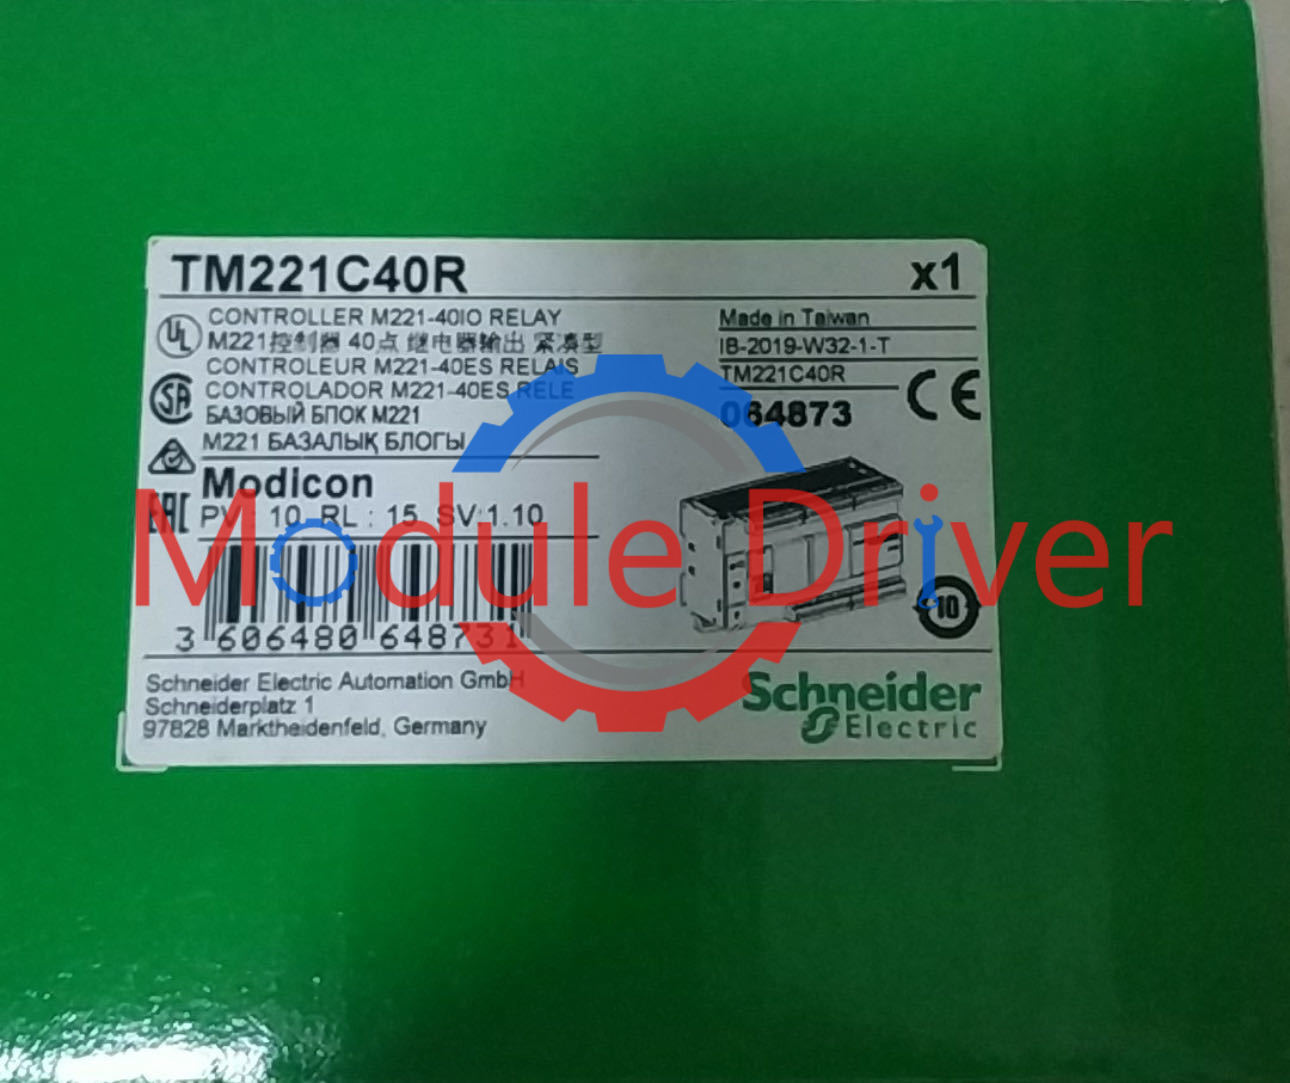 TM221C40R
x1
CONTROLLER M221-40IO RELAY
M221控制器 40点 继电器输出 紧凑型
CONTROLEUR M221-40ES RELAIS
CONTROLADOR M221-40ES RELE
БАЗОВЫЙ БЛОК M221
M221 БАЗАЛЫҚ БЛОГЫ
Made in Taiwan
IB-2019-W32-1-T
TM221C40R
064873
UL
SA
CE
EAC
Modicon
PV : 10 RL : 15 SV:1.10
Module Driver
10
3 606480 648731
Schneider Electric Automation GmbH
Schneiderplatz 1
97828 Marktheidenfeld, Germany
Schneider
Electric